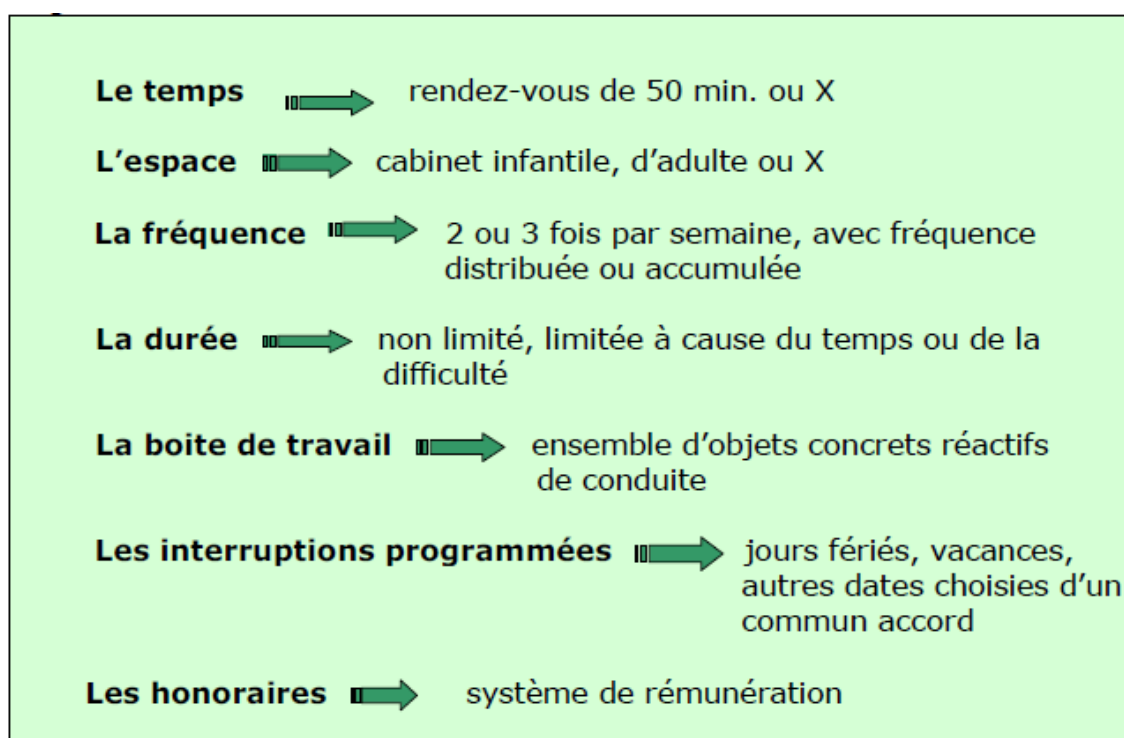 Le temps rendez-vous de 50 min. ou X
L'espace cabinet infantile, d'adulte ou X
La fréquence 2 ou 3 fois par semaine, avec fréquence
distribuée ou accumulée
La durée non limité, limitée à cause du temps ou de la
difficulté
La boite de travail ensemble d'objets concrets réactifs
de conduite
Les interruptions programmées jours fériés, vacances,
autres dates choisies d'un
commun accord
Les honoraires système de rémunération